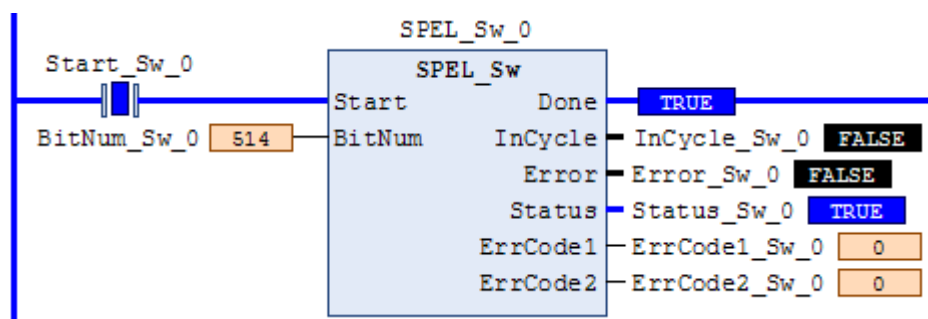 SPEL_Sw_0
Start_Sw_0
SPEL_Sw
Start Done TRUE
BitNum_Sw_0 514 BitNum InCycle InCycle_Sw_0 FALSE
Error Error_Sw_0 FALSE
Status Status_Sw_0 TRUE
ErrCode1 ErrCode1_Sw_0 0
ErrCode2 ErrCode2_Sw_0 0